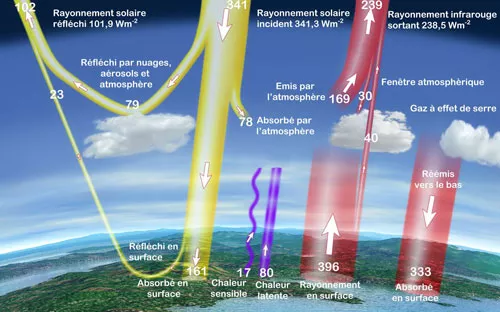 102
Rayonnement solaire
réfléchi 101,9 Wm-2
341
Rayonnement solaire
incident 341,3 Wm-2
239
Rayonnement infrarouge
sortant 238,5 Wm-2
Réfléchi par nuages,
aérosols et
atmosphère
79
23
Emis par
l'atmosphère
169
30
Fenêtre atmosphèrique
Gaz à effet de serre
78
Absorbé par
l'atmosphère
40
Réémis
vers le bas
Réfléchi en
surface
Absorbé en
surface
161
17
Chaleur
sensible
80
Chaleur
latente
396
Rayonnement
en surface
333
Absorbé en
surface